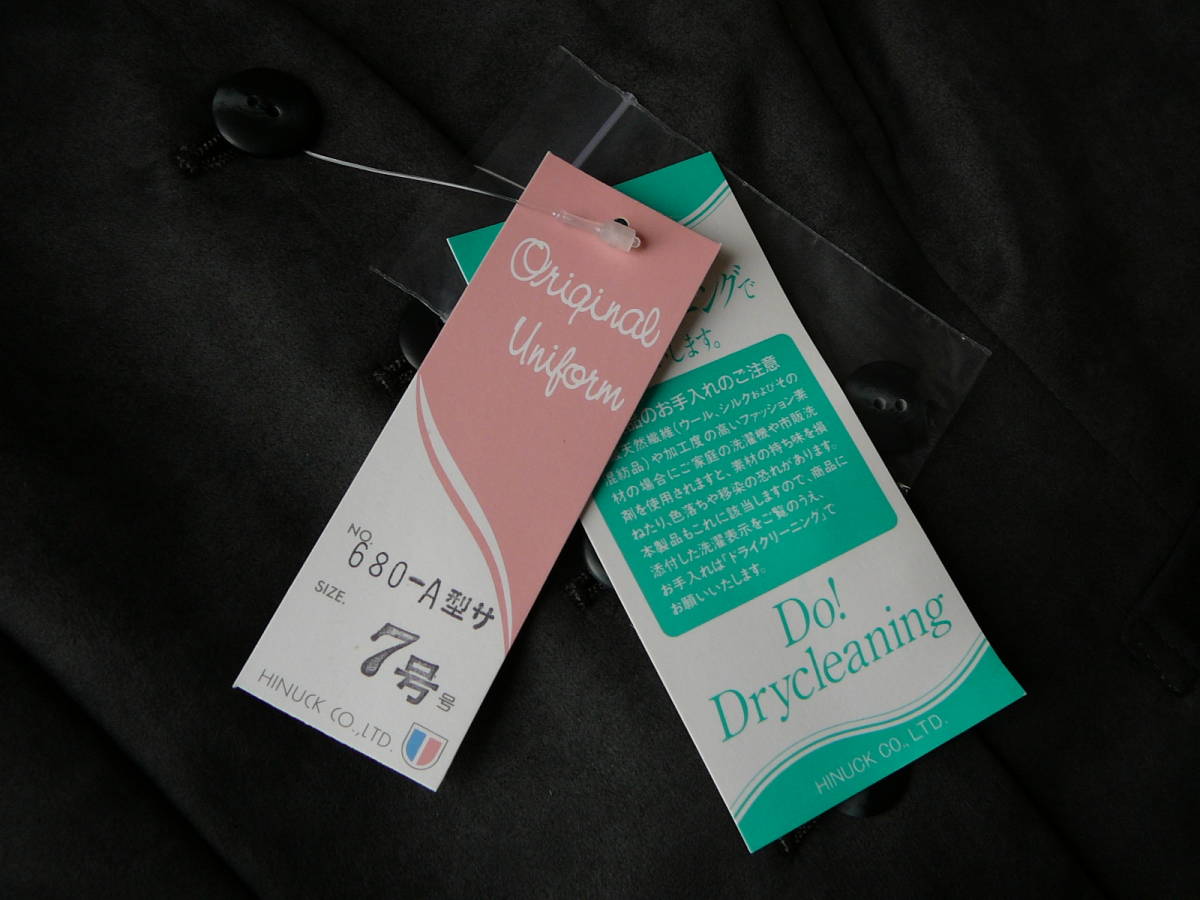 Original
Uniform
NO.
680-A型サ
SIZE.
7号号
HINUCK CO.,LTD.
ングで
します。
品のお手入れのご注意
天然繊維(ウール、シルクおよびその
混紡品)や加工度の高いファッション素
材の場合にご家庭の洗濯機や市販洗
剤を使用されますと、素材の持ち味を損
ねたり、色落ちや移染の恐れがあります。
本製品もこれに該当しますので、商品に
添付した洗濯表示をご覧のうえ、
お手入れは「ドライクリーニング」で
お願いいたします。
Do!
Drycleaning
HINUCK CO., LTD.